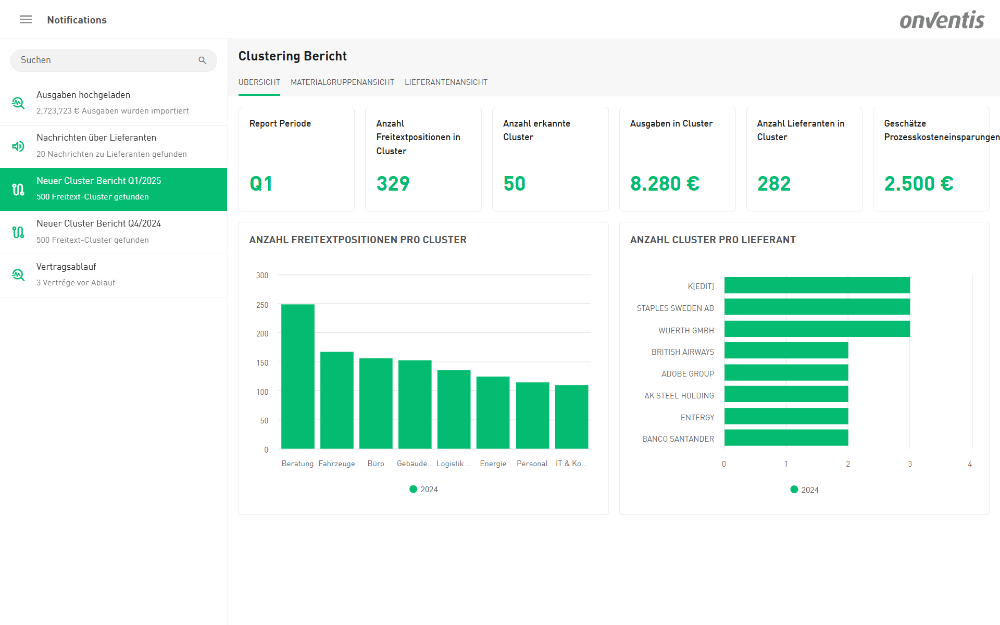 Notifications
onventis
Suchen
Ausgaben hochgeladen
2,723,723 € Ausgaben wurden importiert
Nachrichten über Lieferanten
20 Nachrichten zu Lieferanten gefunden
Neuer Cluster Bericht Q1/2025
500 Freitext-Cluster gefunden
Neuer Cluster Bericht Q4/2024
500 Freitext-Cluster gefunden
Vertragsablauf
3 Vertrége vor Ablauf
Clustering Bericht
UBERSICHT MATERIALGRUPPENANSICHT LIEFERANTENANSICHT
Report Periode
Q1
Anzahl
Freitextpositionen in
Cluster
329
Anzahl erkannte
Cluster
50
Ausgaben in Cluster
8.280 €
Anzahl Lieferanten in
Cluster
282
Geschätze
Prozesskosteneinsparungen
2.500 €
ANZAHL FREITEXTPOSITIONEN PRO CLUSTER
300
250
200
150
100
50
0
Beratung Fahrzeuge Büro Gebäude... Logistik ... Energie Personal IT & Ko...
2024
ANZAHL CLUSTER PRO LIEFERANT
K[EDIT]
STAPLES SWEDEN AB
WUERTH GMBH
BRITISH AIRWAYS
ADOBE GROUP
AK STEEL HOLDING
ENTERGY
BANCO SANTANDER
0 1 2 3 4
2024